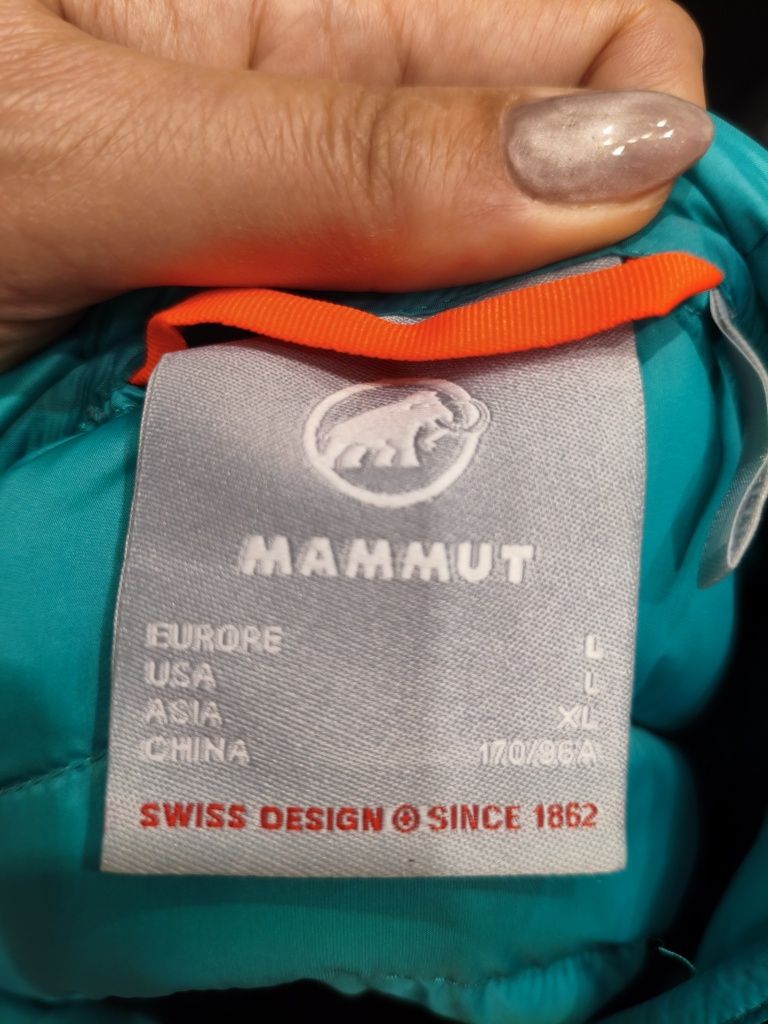 MAMMUT
EUROPE L
USA L
ASIA XL
CHINA 170/96A
SWISS DESIGN SINCE 1862